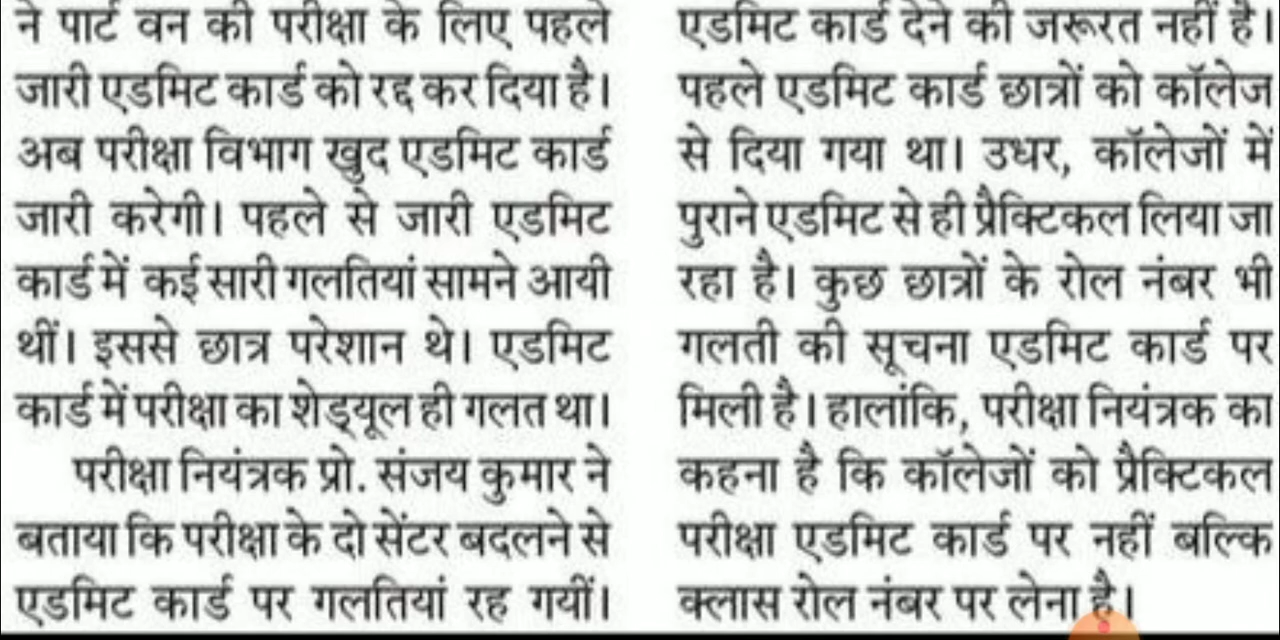 ने पार्ट वन की परीक्षा के लिए पहले
जारी एडमिट कार्ड को रद्द कर दिया है।
अब परीक्षा विभाग खुद एडमिट कार्ड
जारी करेगी। पहले से जारी एडमिट
कार्ड में कई सारी गलतियां सामने आयी
थीं। इससे छात्र परेशान थे। एडमिट
कार्ड में परीक्षा का शेड्यूल ही गलत था।
परीक्षा नियंत्रक प्रो. संजय कुमार ने
बताया कि परीक्षा के दो सेंटर बदलने से
एडमिट कार्ड पर गलतियां रह गयीं।
एडमिट कार्ड देने की जरूरत नहीं है।
पहले एडमिट कार्ड छात्रों को कॉलेज
से दिया गया था। उधर, कॉलेजों में
पुराने एडमिट से ही प्रैक्टिकल लिया जा
रहा है। कुछ छात्रों के रोल नंबर भी
गलती की सूचना एडमिट कार्ड पर
मिली है। हालांकि, परीक्षा नियंत्रक का
कहना है कि कॉलेजों को प्रैक्टिकल
परीक्षा एडमिट कार्ड पर नहीं बल्कि
क्लास रोल नंबर पर लेना है।